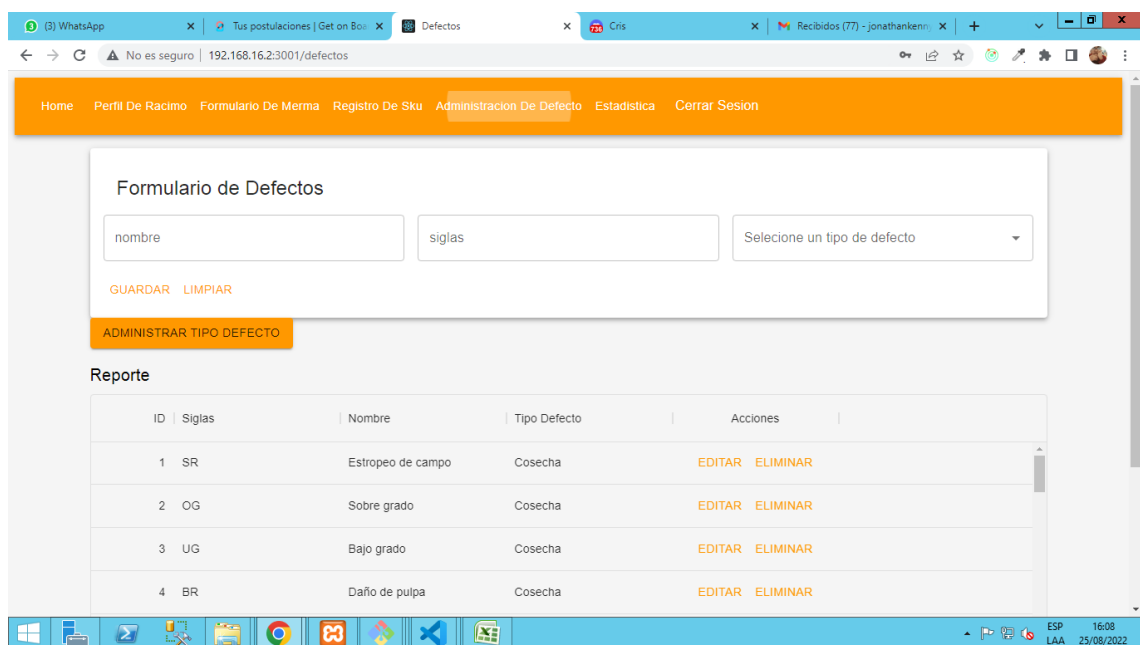 (3) WhatsApp
Tus postulaciones | Get on Boa
Defectos
Cris
Recibidos (77) - jonathankenn
No es seguro | 192.168.16.2:3001/defectos
Home Perfil De Racimo Formulario De Merma Registro De Sku Administracion De Defecto Estadistica Cerrar Sesion
Formulario de Defectos
nombre siglas Selecione un tipo de defecto
GUARDAR LIMPIAR
ADMINISTRAR TIPO DEFECTO
Reporte
ID Siglas Nombre Tipo Defecto Acciones
1 SR Estropeo de campo Cosecha EDITAR ELIMINAR
2 OG Sobre grado Cosecha EDITAR ELIMINAR
3 UG Bajo grado Cosecha EDITAR ELIMINAR
4 BR Daño de pulpa Cosecha EDITAR ELIMINAR
ESP 16:08
LAA 25/08/2022